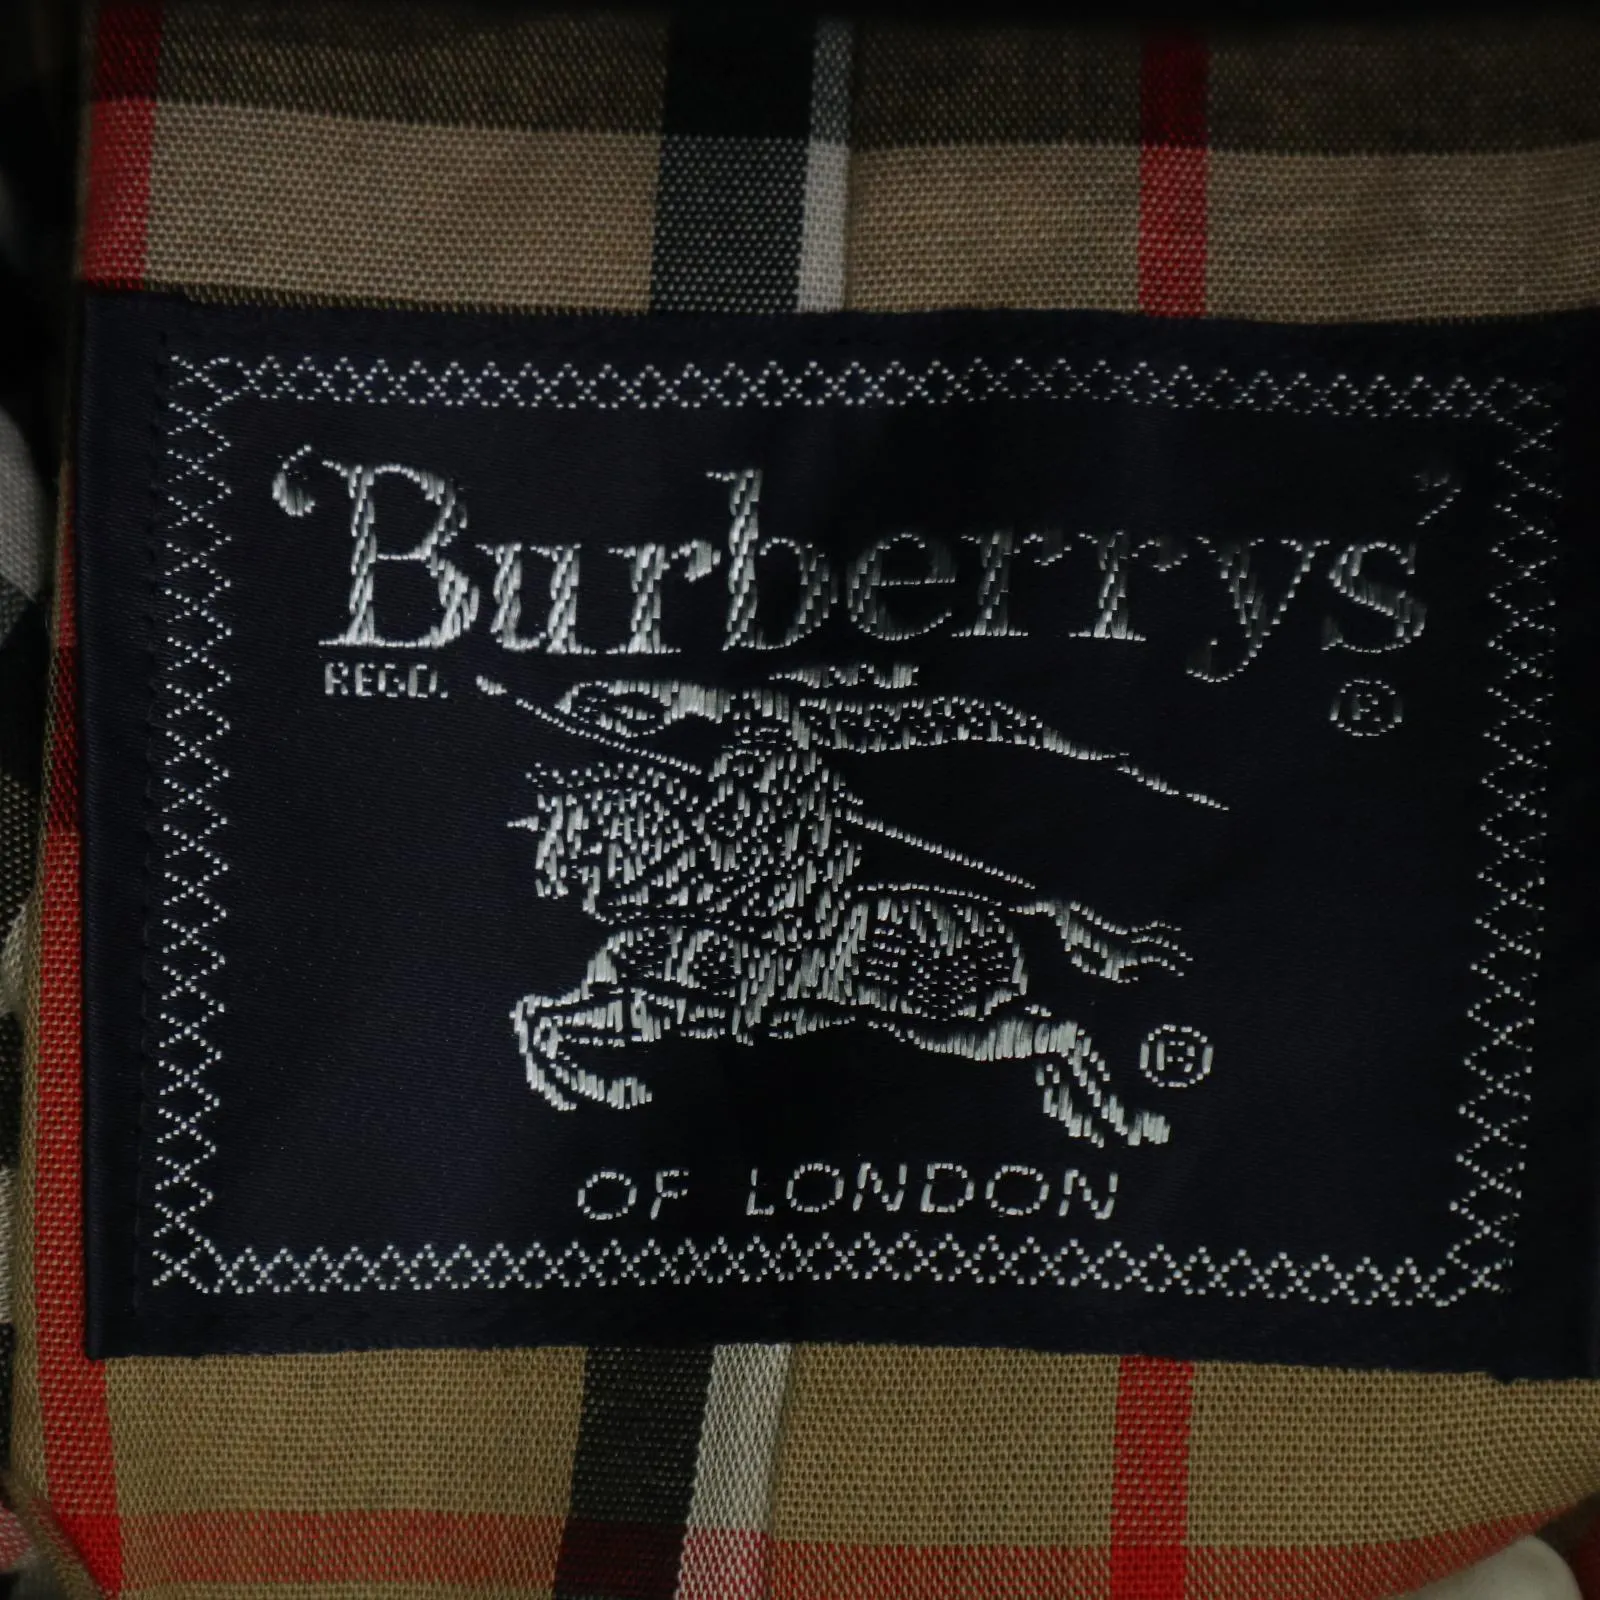 ‘Burberrys’
REGD.
®
®
OF LONDON